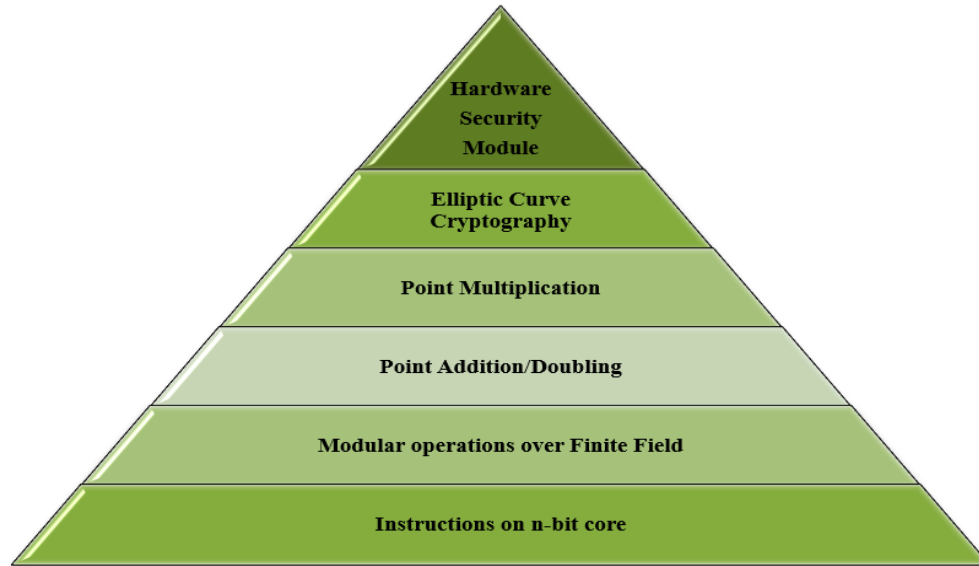 Hardware
Security
Module
Elliptic Curve
Cryptography
Point Multiplication
Point Addition/Doubling
Modular operations over Finite Field
Instructions on n-bit core